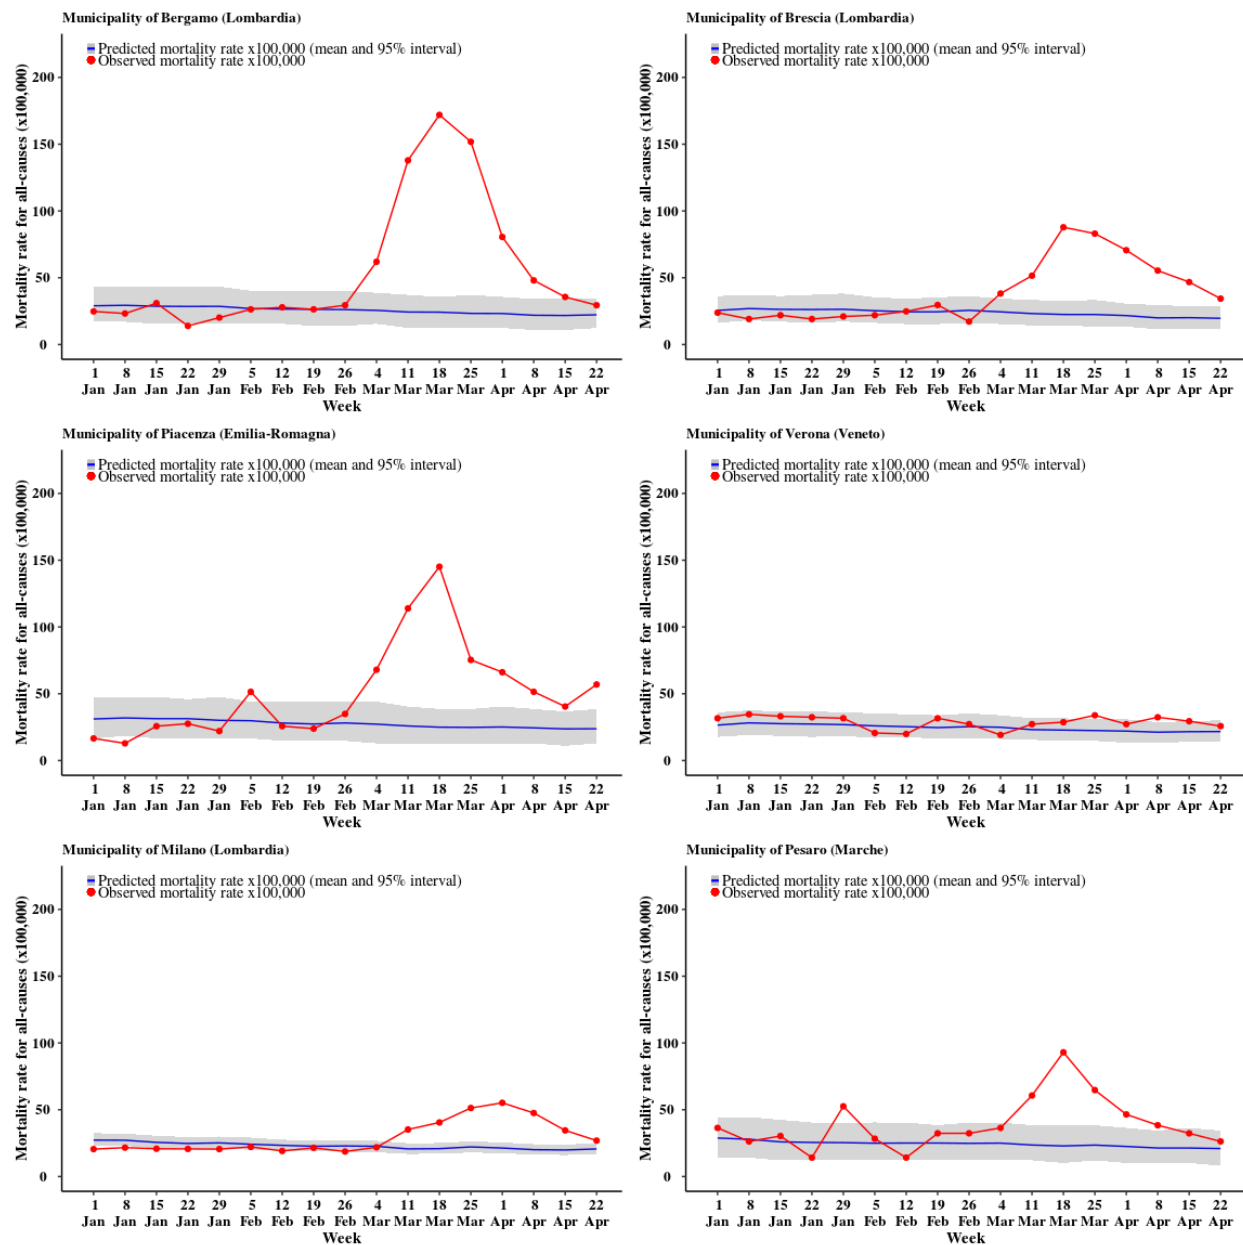 Municipality of Bergamo (Lombardia)
Predicted mortality rate x100,000 (mean and 95% interval)
Observed mortality rate x100,000
Mortality rate for all-causes (x100,000)
200
150
100
50
0
1 8 15 22 29 5 12 19 26 4 11 18 25 1 8 15 22
Jan Jan Jan Jan Jan Feb Feb Feb Feb Mar Mar Mar Mar Apr Apr Apr Apr
Week
Municipality of Brescia (Lombardia)
Predicted mortality rate x100,000 (mean and 95% interval)
Observed mortality rate x100,000
Mortality rate for all-causes (x100,000)
200
150
100
50
0
1 8 15 22 29 5 12 19 26 4 11 18 25 1 8 15 22
Jan Jan Jan Jan Jan Feb Feb Feb Feb Mar Mar Mar Mar Apr Apr Apr Apr
Week
Municipality of Piacenza (Emilia-Romagna)
Predicted mortality rate x100,000 (mean and 95% interval)
Observed mortality rate x100,000
Mortality rate for all-causes (x100,000)
200
150
100
50
0
1 8 15 22 29 5 12 19 26 4 11 18 25 1 8 15 22
Jan Jan Jan Jan Jan Feb Feb Feb Feb Mar Mar Mar Mar Apr Apr Apr Apr
Week
Municipality of Verona (Veneto)
Predicted mortality rate x100,000 (mean and 95% interval)
Observed mortality rate x100,000
Mortality rate for all-causes (x100,000)
200
150
100
50
0
1 8 15 22 29 5 12 19 26 4 11 18 25 1 8 15 22
Jan Jan Jan Jan Jan Feb Feb Feb Feb Mar Mar Mar Mar Apr Apr Apr Apr
Week
Municipality of Milano (Lombardia)
Predicted mortality rate x100,000 (mean and 95% interval)
Observed mortality rate x100,000
Mortality rate for all-causes (x100,000)
200
150
100
50
0
1 8 15 22 29 5 12 19 26 4 11 18 25 1 8 15 22
Jan Jan Jan Jan Jan Feb Feb Feb Feb Mar Mar Mar Mar Apr Apr Apr Apr
Week
Municipality of Pesaro (Marche)
Predicted mortality rate x100,000 (mean and 95% interval)
Observed mortality rate x100,000
Mortality rate for all-causes (x100,000)
200
150
100
50
0
1 8 15 22 29 5 12 19 26 4 11 18 25 1 8 15 22
Jan Jan Jan Jan Jan Feb Feb Feb Feb Mar Mar Mar Mar Apr Apr Apr Apr
Week